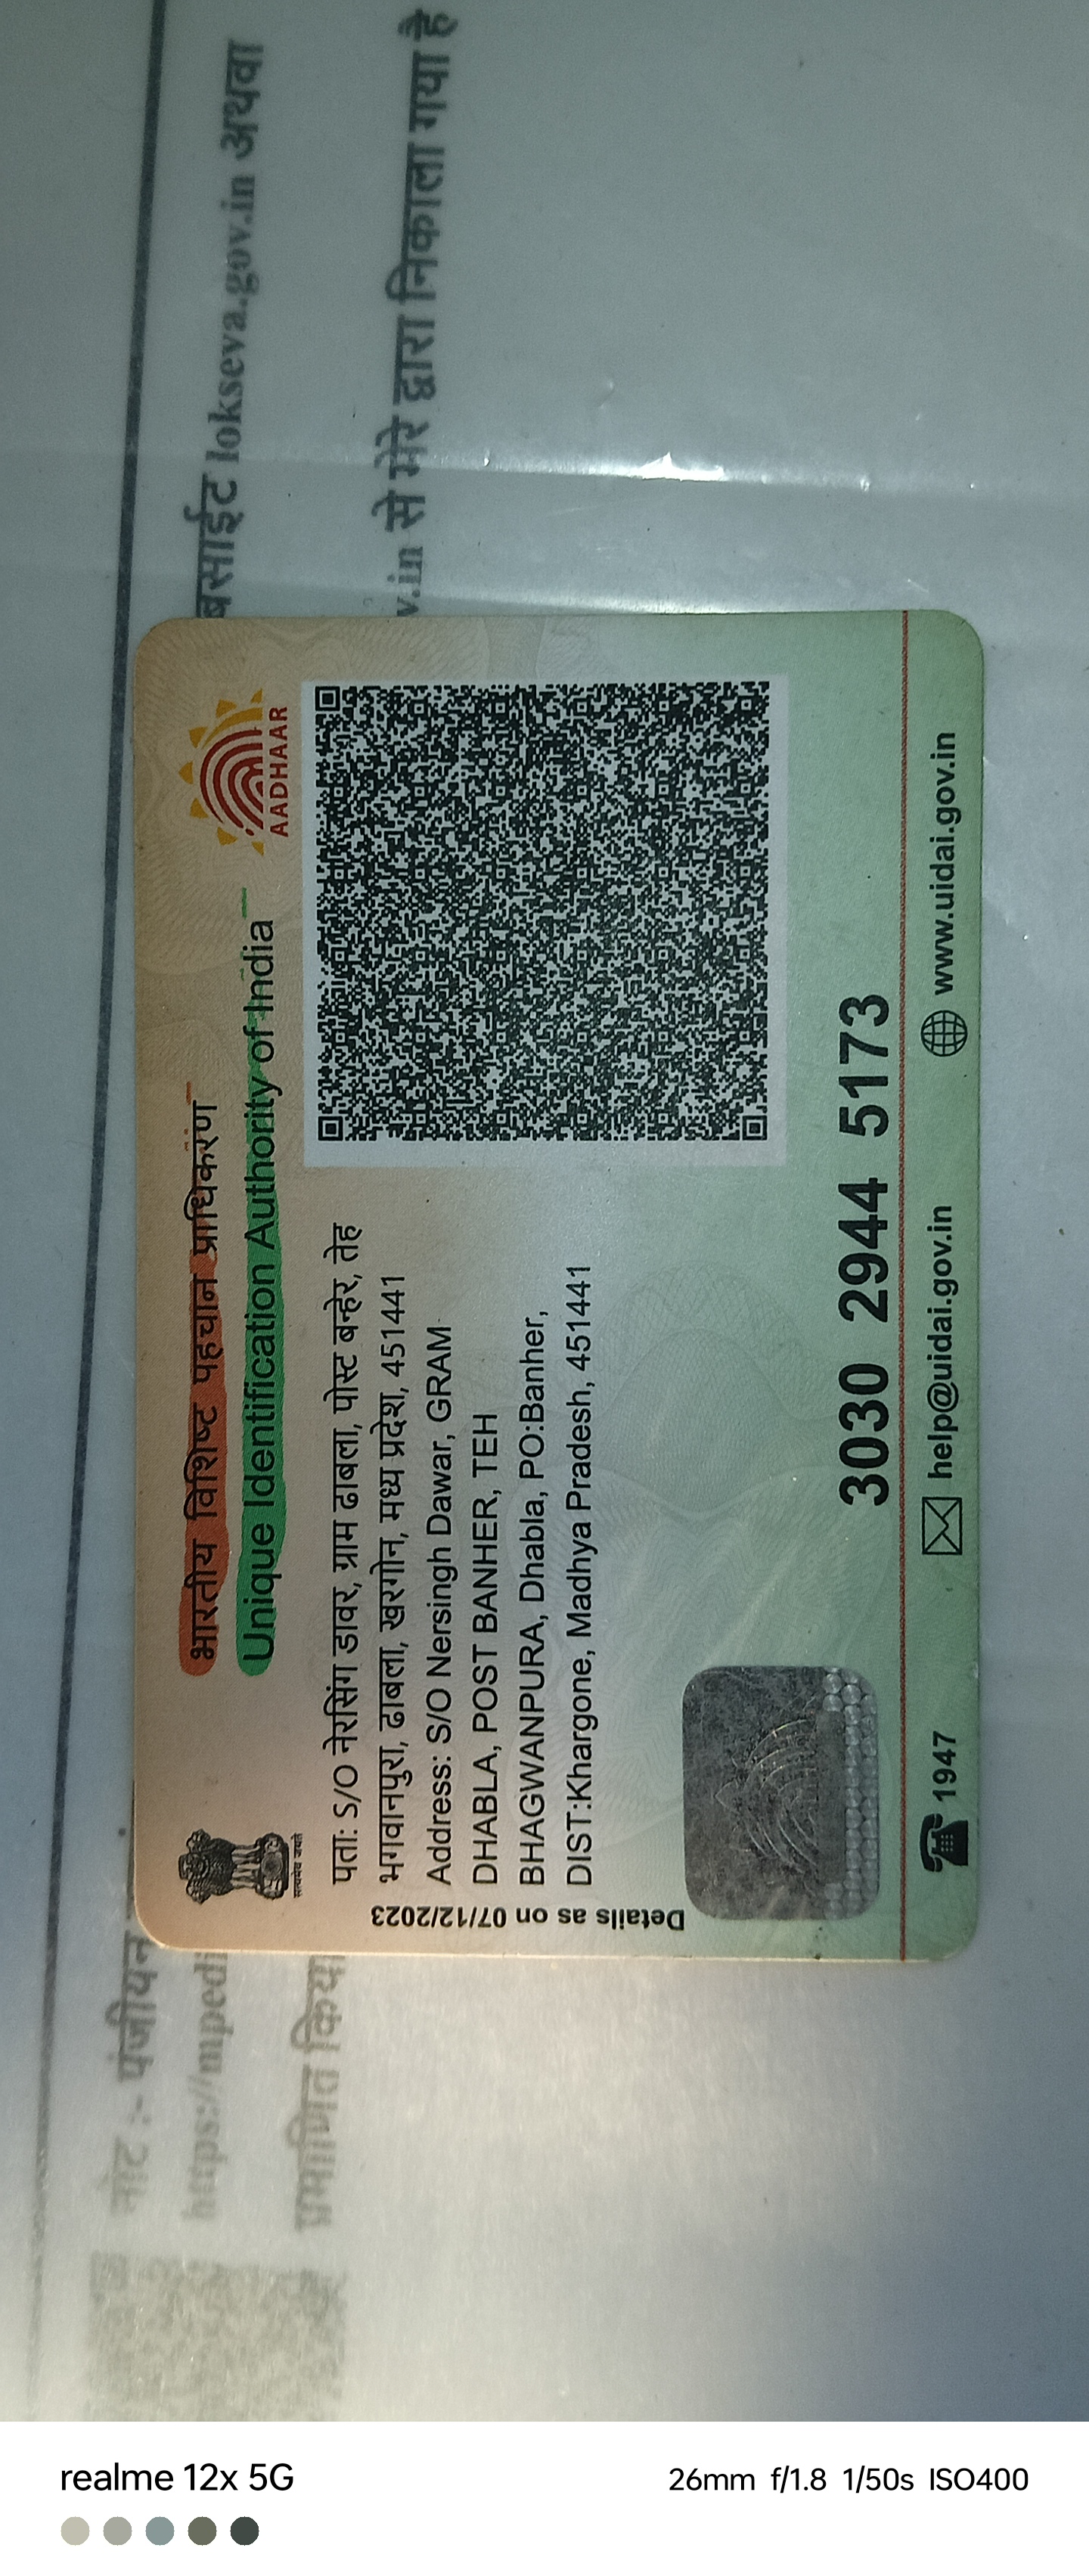 बसाईट lokseva.gov.in अथवा
v.in से मेरे द्वारा निकाला गया है
भारतीय विशिष्ट पहचान प्राधिकरण
Unique Identification Authority of India
AADHAAR
सत्यमेव जयते
पता: S/O नेरसिंग डावर, ग्राम ढाबला, पोस्ट बन्हेर, तेह
भगवानपुरा, ढाबला, खरगोन, मध्य प्रदेश, 451441
Address: S/O Nersingh Dawar, GRAM
DHABLA, POST BANHER, TEH
BHAGWANPURA, Dhabla, PO:Banher,
DIST:Khargone, Madhya Pradesh, 451441
Details as on 07/12/2023
3030 2944 5173
1947
help@uidai.gov.in
www.uidai.gov.in
नोट :- पंजीयन
https://mpedi
प्रमाणित किया
realme 12x 5G
26mm f/1.8 1/50s ISO400